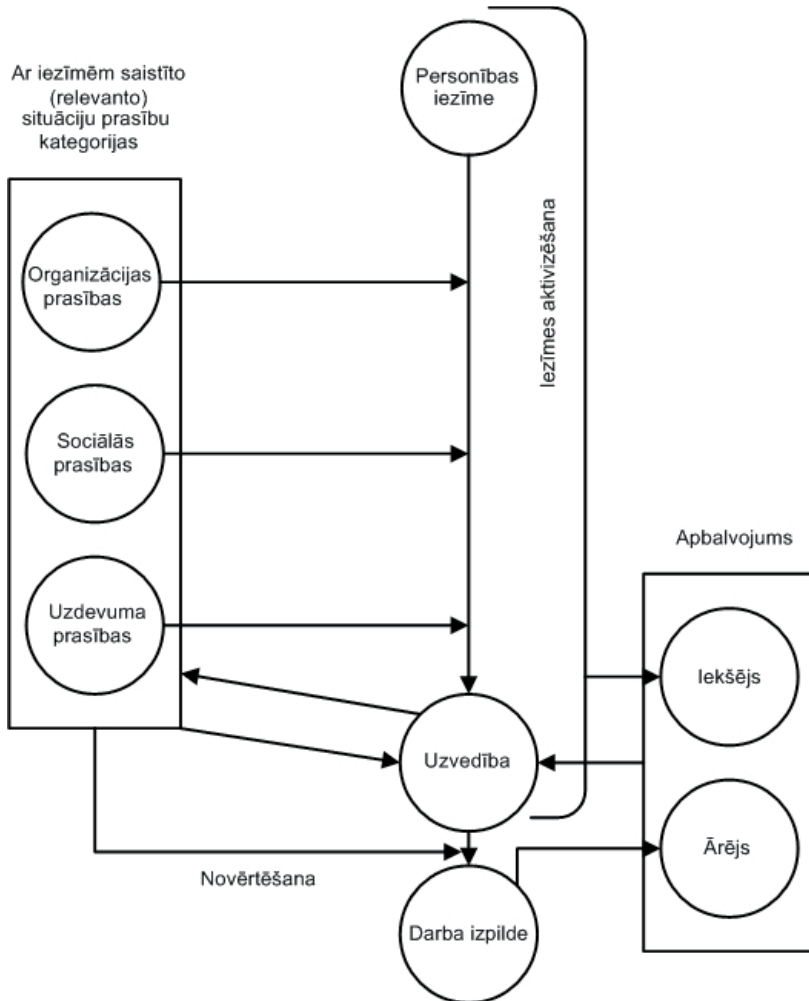 Ar iezīmēm saistīto
(relevanto)
situāciju prasību
kategorijas
Personības
iezīme
Organizācijas
prasības
Iezīmes aktivizēšana
Sociālās
prasības
Apbalvojums
Uzdevuma
prasības
Iekšējs
Uzvedība
Ārējs
Novērtēšana
Darba izpilde